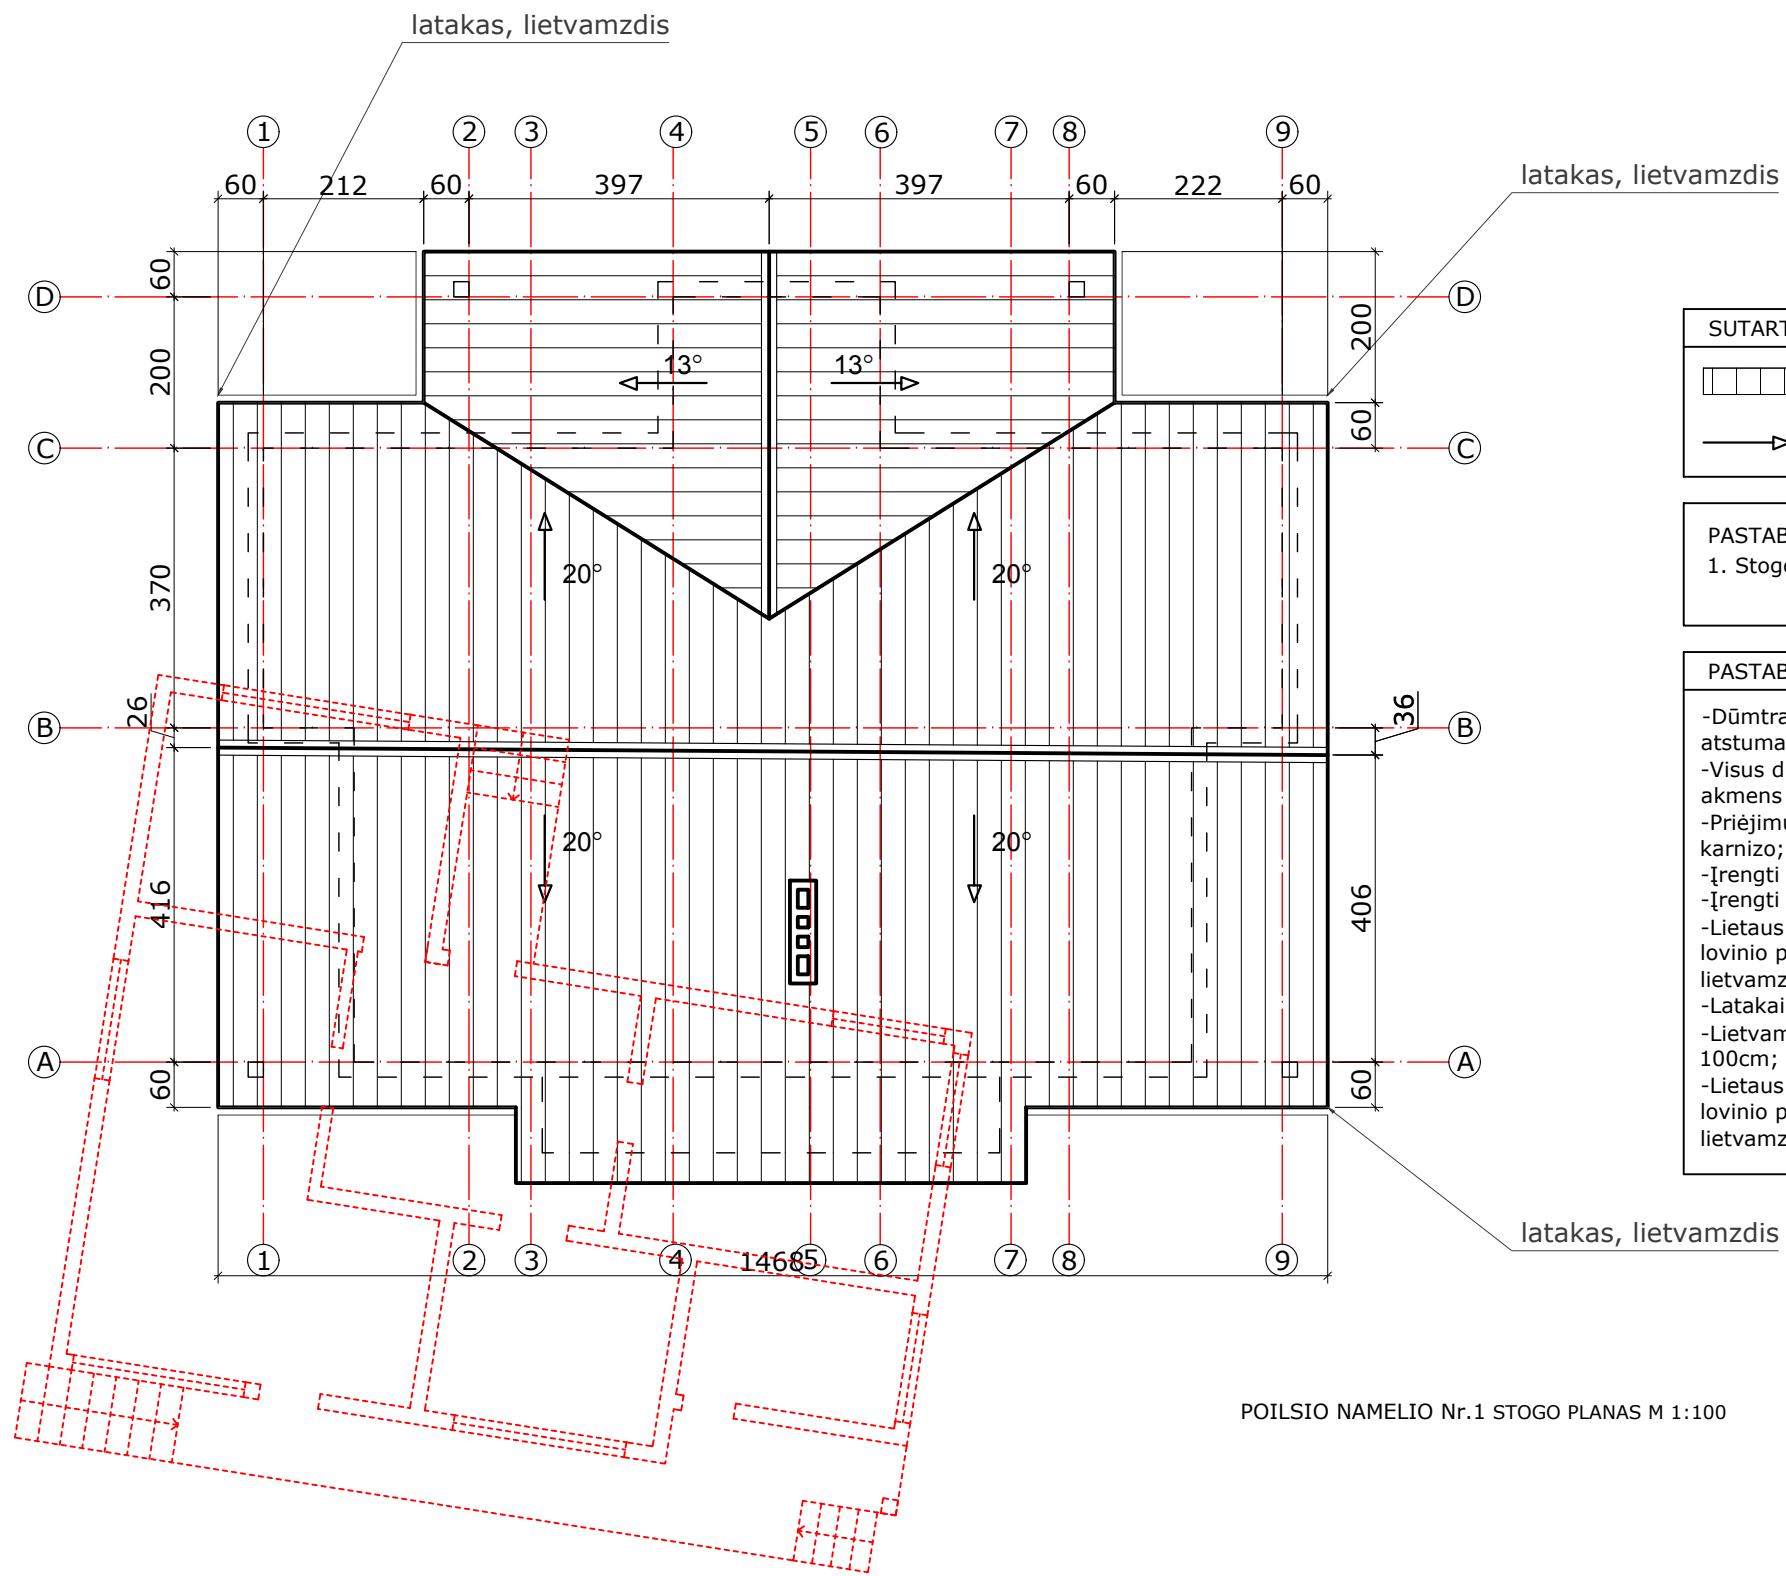 latakas, lietvamzdis
1 2 3 4 5 6 7 8 9
60 212 60 397 397 60 222 60
latakas, lietvamzdis
D 60 D
200 200
13° 13°
C 60 C
370
20° 20°
26 36
B B
20° 20°
416 406
A A
60 60
1 2 3 4 5 6 7 8 9
1468
latakas, lietvamzdis
POILSIO NAMELIO Nr.1 STOGO PLANAS M 1:100
SUTART
PASTAB
1. Stogo
PASTAB
-Dūmtra
atstuma
-Visus d
akmens
-Priėjimu
karnizo;
-Įrengti
-Įrengti
-Lietaus
lovinio p
lietvamz
-Latakai
-Lietvam
100cm;
-Lietaus
lovinio p
lietvamz